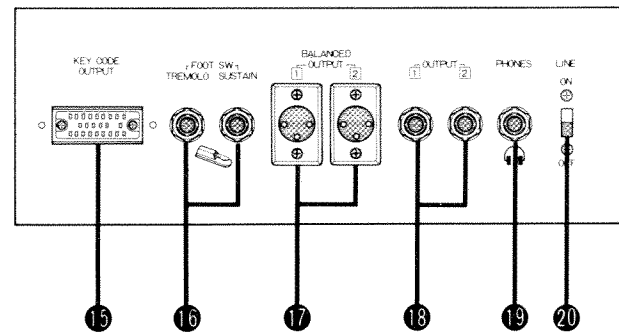 KEY CODE
OUTPUT
FOOT SW
TREMOLO SUSTAIN
BALANCED
OUTPUT
1 2
OUTPUT
1 2
PHONES
LINE
ON
OFF
15 16 17 18 19 20